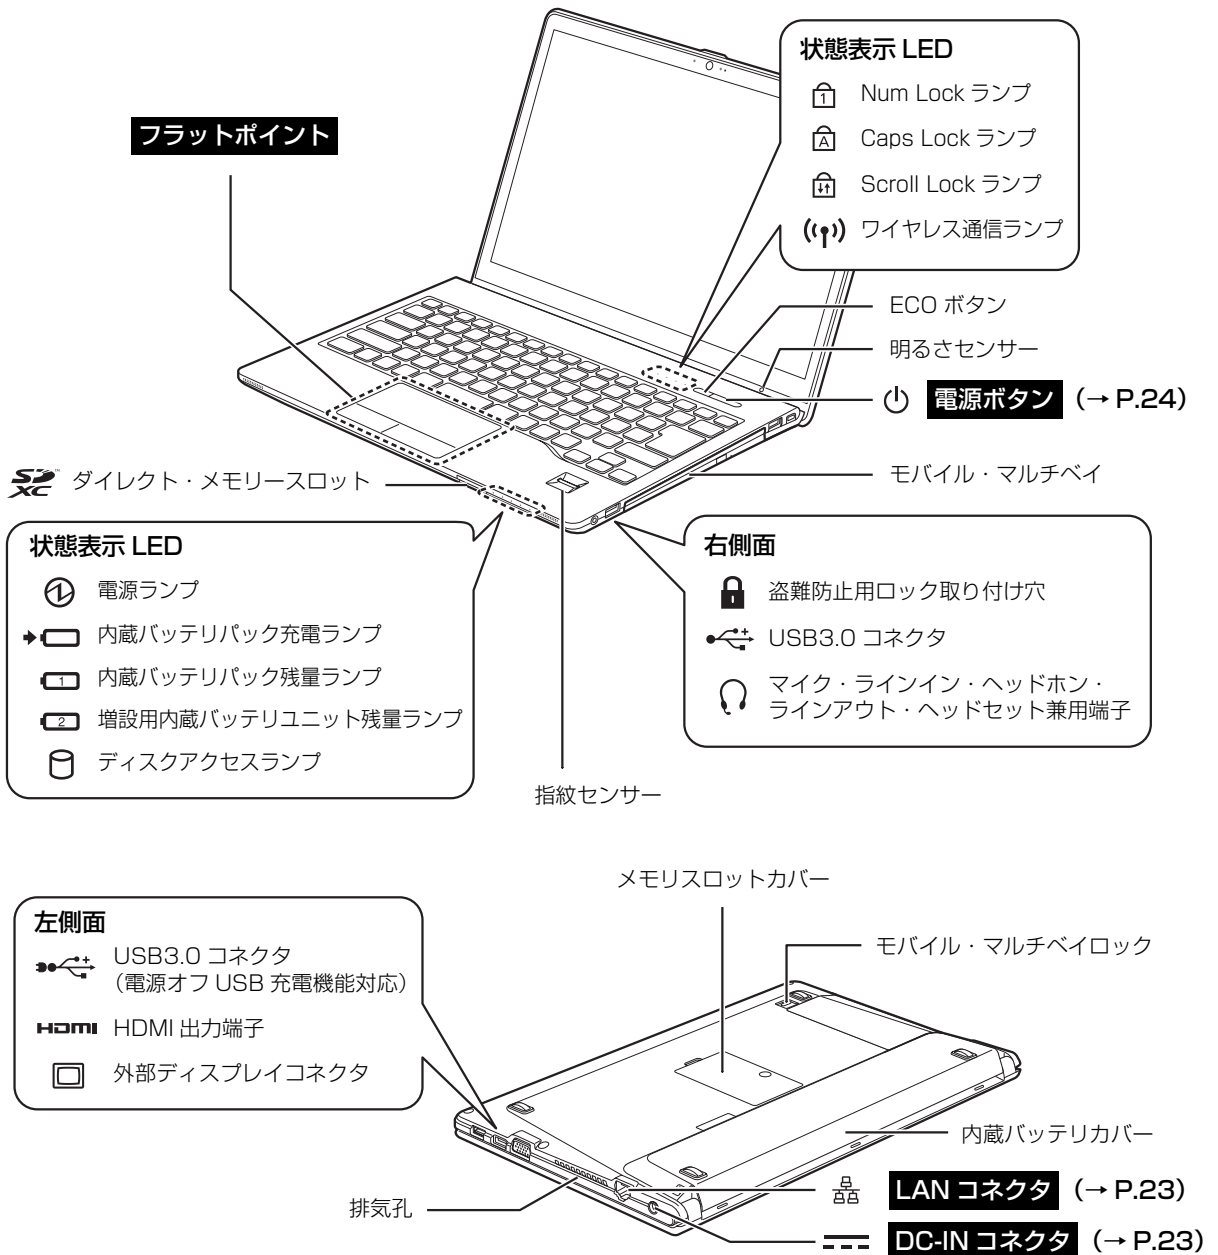 状態表示 LED
Num Lock ランプ
Caps Lock ランプ
Scroll Lock ランプ
ワイヤレス通信ランプ
フラットポイント
ECO ボタン
明るさセンサー
電源ボタン (→ P.24)
SD XC ™ ダイレクト・メモリースロット
モバイル・マルチベイ
状態表示 LED
電源ランプ
内蔵バッテリパック充電ランプ
1 内蔵バッテリパック残量ランプ
2 増設用内蔵バッテリユニット残量ランプ
ディスクアクセスランプ
右側面
盗難防止用ロック取り付け穴
USB3.0 コネクタ
マイク・ラインイン・ヘッドホン・
ラインアウト・ヘッドセット兼用端子
指紋センサー
メモリスロットカバー
左側面
USB3.0 コネクタ
（電源オフ USB 充電機能対応）
HDMI HDMI 出力端子
外部ディスプレイコネクタ
モバイル・マルチベイロック
内蔵バッテリカバー
排気孔
LAN コネクタ (→ P.23)
DC-IN コネクタ (→ P.23)